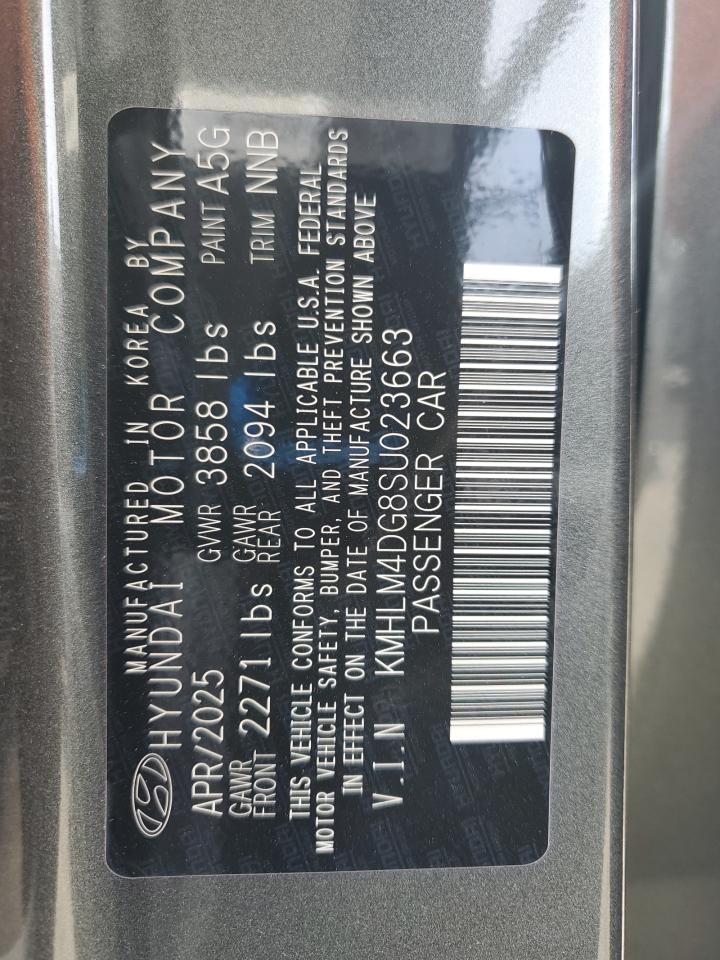 MANUFACTURED IN KOREA BY
HYUNDAI MOTOR COMPANY
APR/2025 GVWR 3858 lbs PAINT A5G
GAWR FRONT 2271 lbs GAWR REAR 2094 lbs TRIM NNB
THIS VEHICLE CONFORMS TO ALL APPLICABLE U.S.A. FEDERAL
MOTOR VEHICLE SAFETY, BUMPER, AND THEFT PREVENTION STANDARDS
IN EFFECT ON THE DATE OF MANUFACTURE SHOWN ABOVE
V.I.N KMHLM4DG8SU023663
PASSENGER CAR